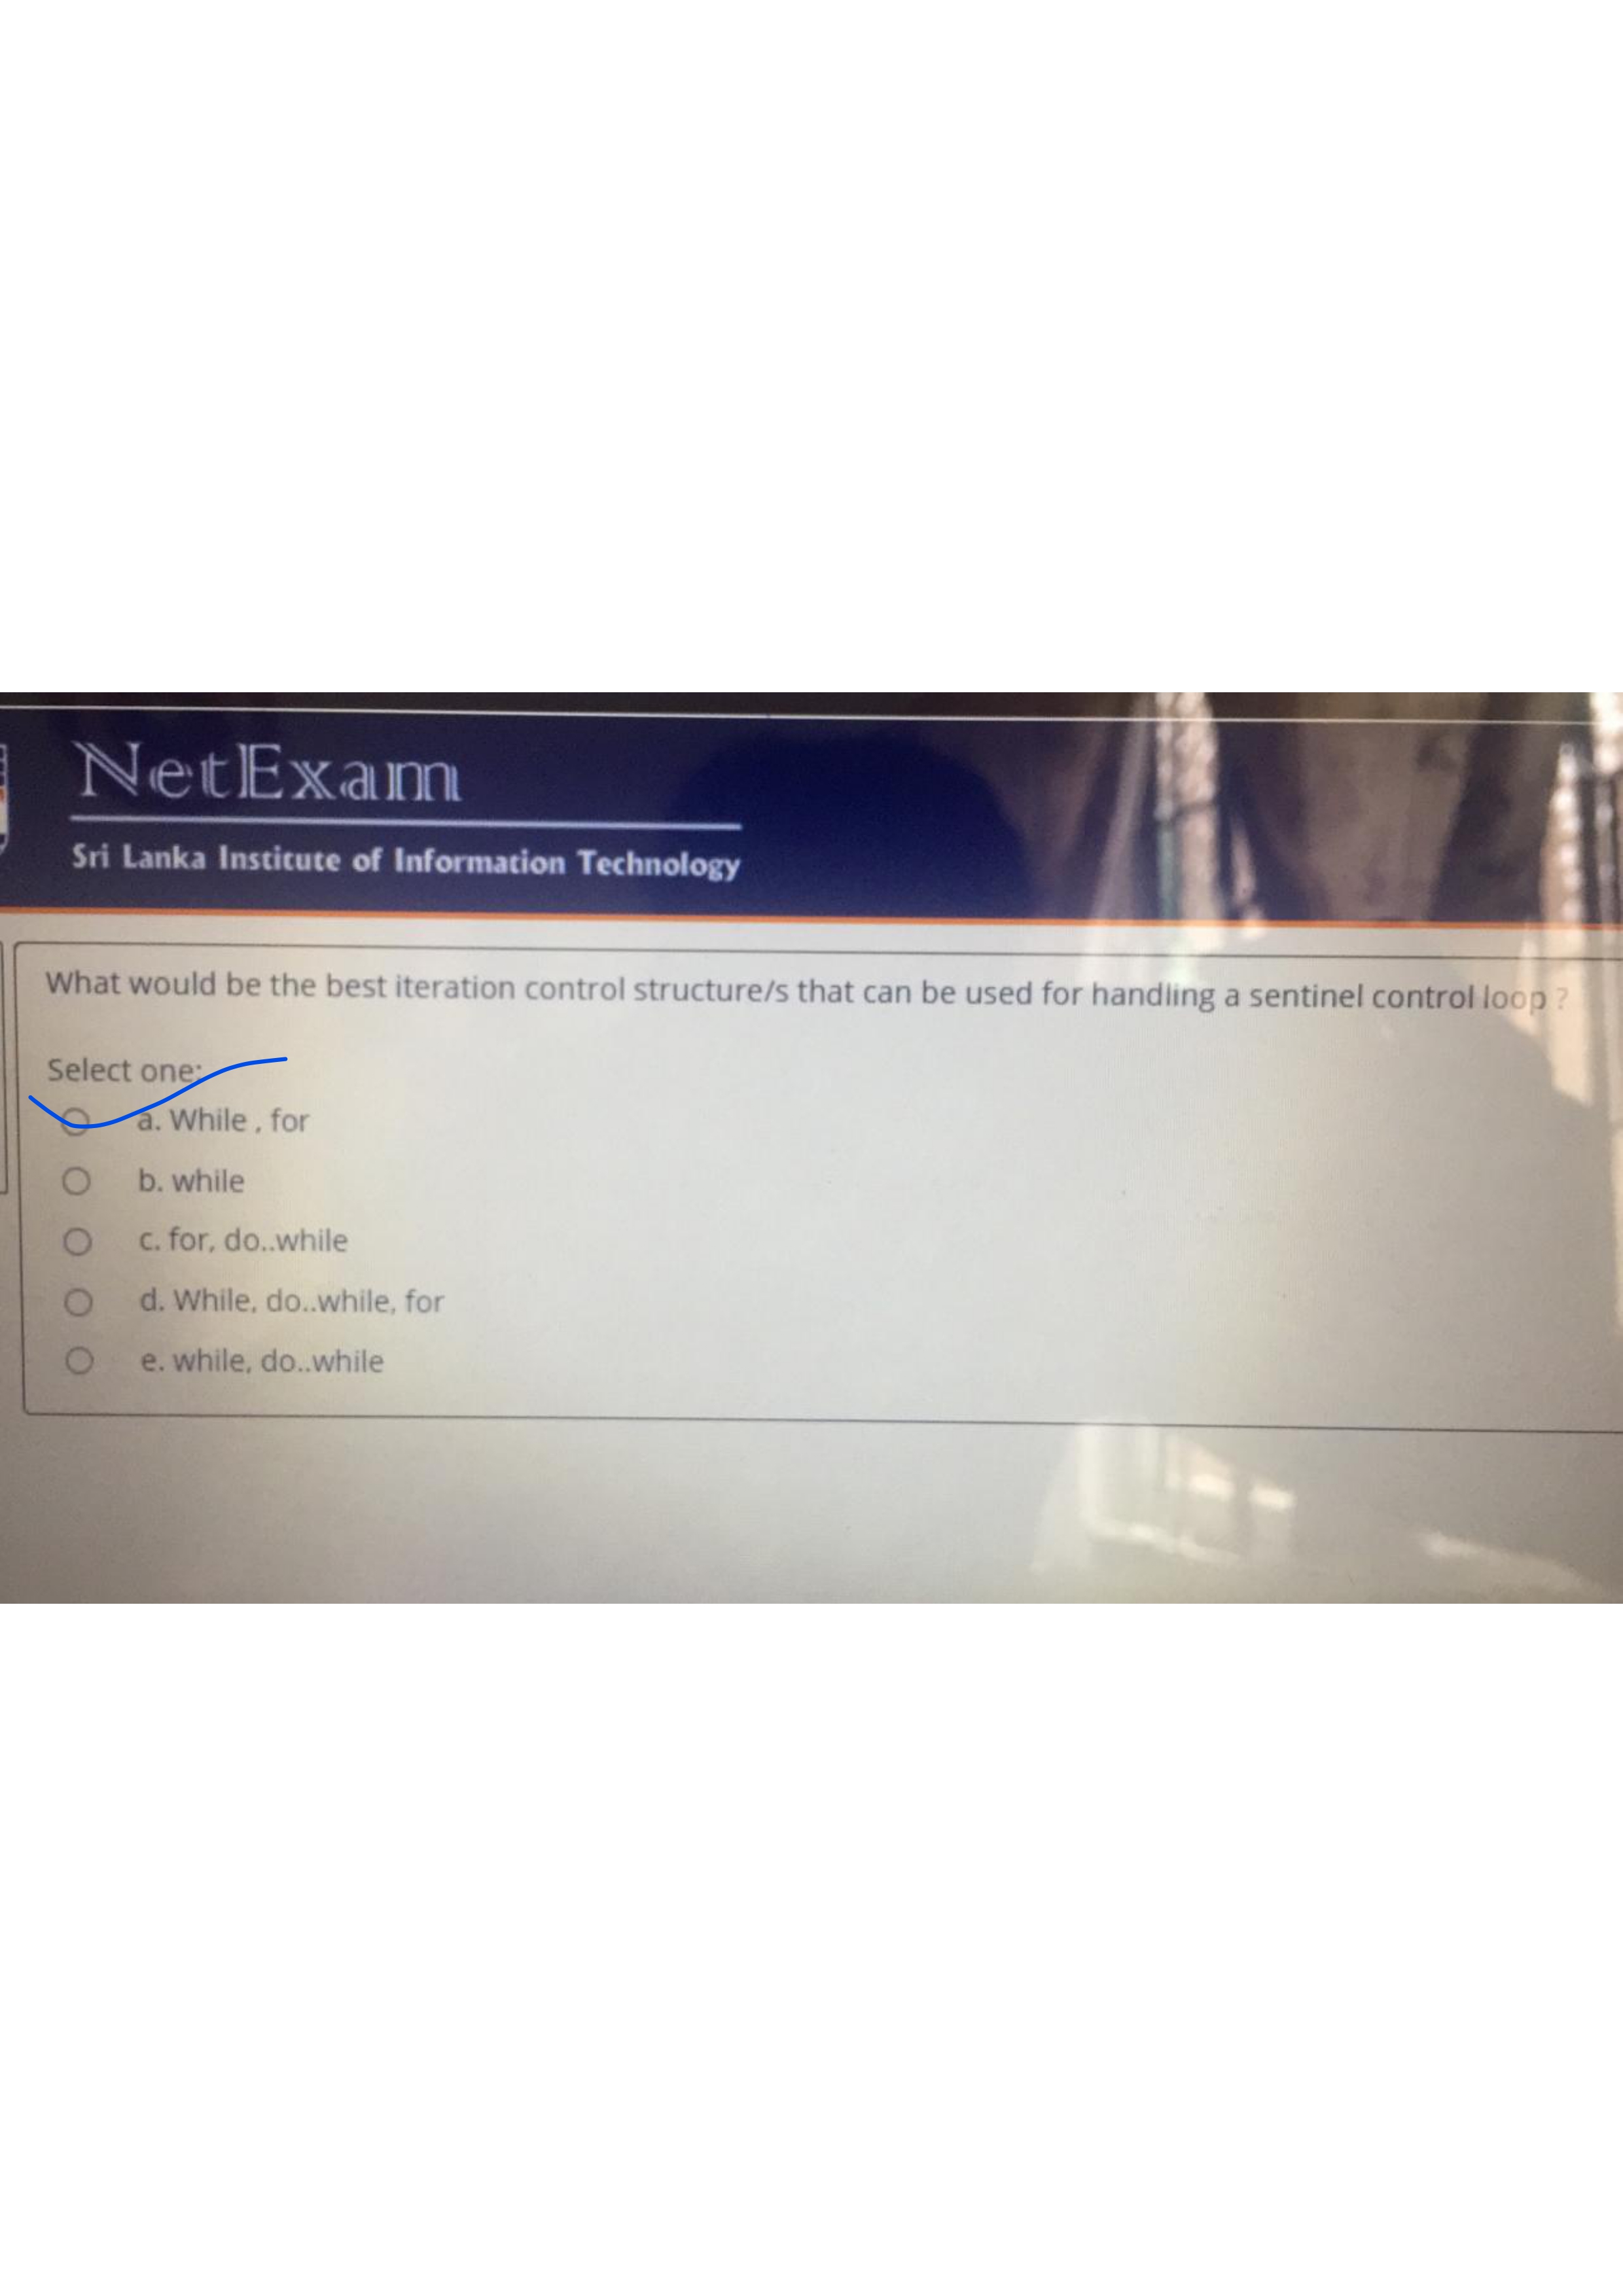 NetExam
Sri Lanka Institute of Information Technology
What would be the best iteration control structure/s that can be used for handling a sentinel control loop ?
Select one:
a. While , for
b. while
c. for, do..while
d. While, do..while, for
e. while, do..while